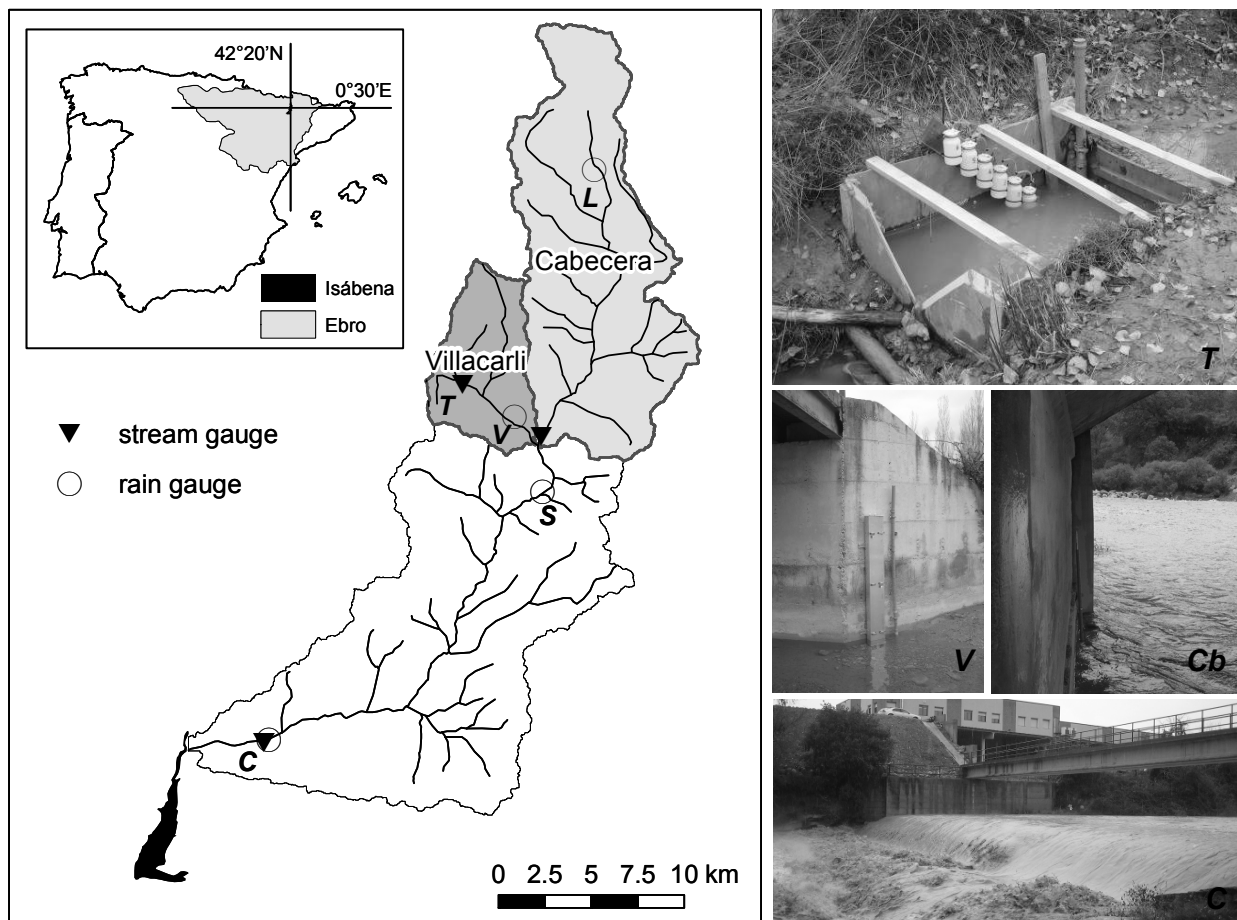 42°20'N
0°30'E
Isábena
Ebro
L
Cabecera
Villacarli
T
V
stream gauge
rain gauge
S
C
0 2.5 5 7.5 10 km
T
V
Cb
C